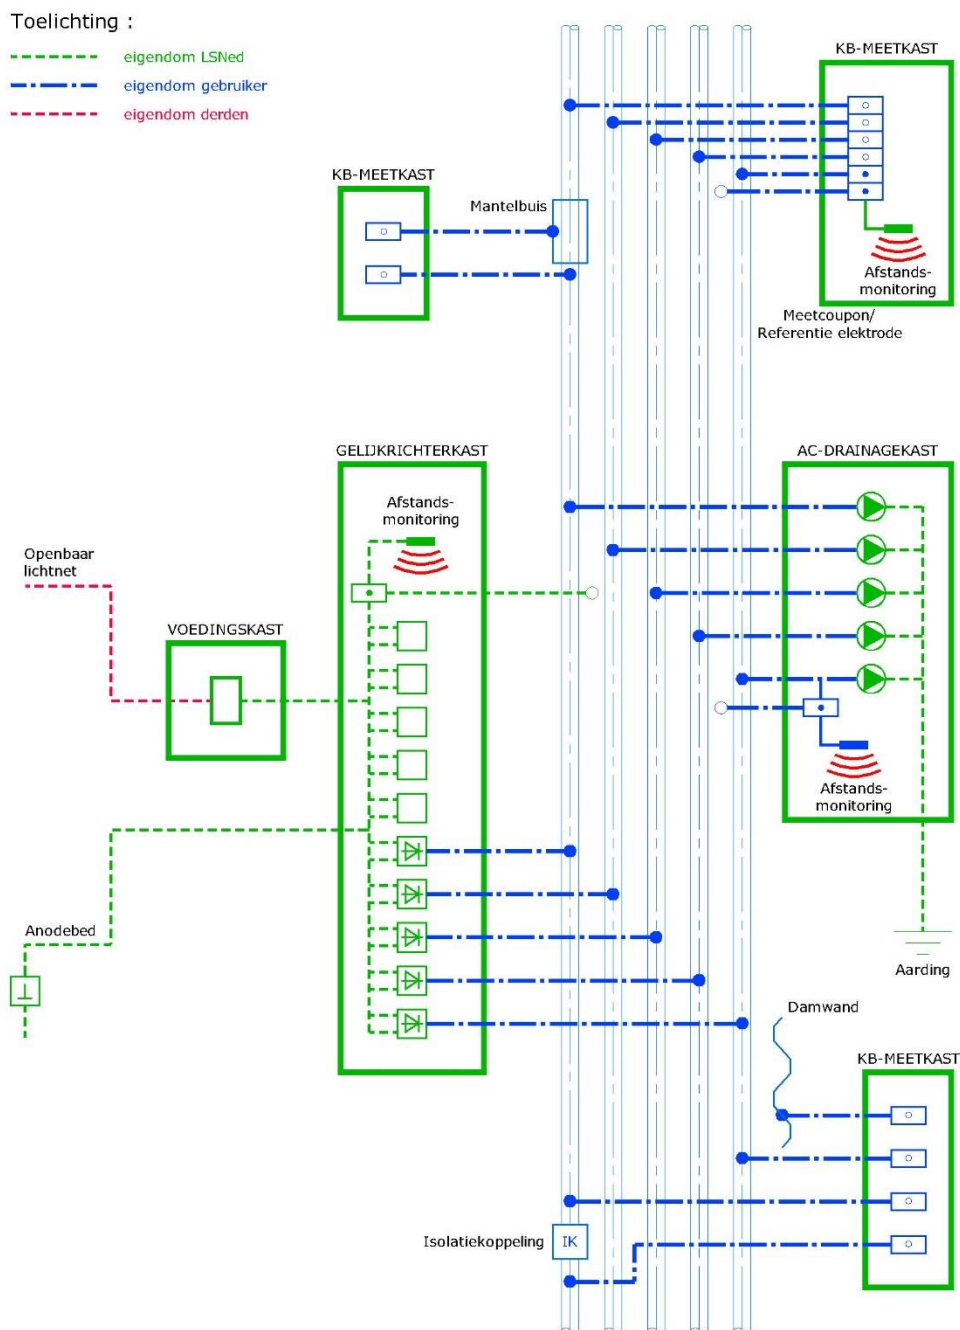 Toelichting :
eigendom LSNed
eigendom gebruiker
eigendom derden
KB-MEETKAST
KB-MEETKAST
Mantelbuis
Afstands-
monitoring
Meetcoupon/
Referentie elektrode
GELIJKRICHTERKAST
AC-DRAINAGEKAST
Afstands-
monitoring
Openbaar
lichtnet
VOEDINGSKAST
Afstands-
monitoring
Anodebed
Aarding
Damwand
KB-MEETKAST
Isolatiekoppeling
IK